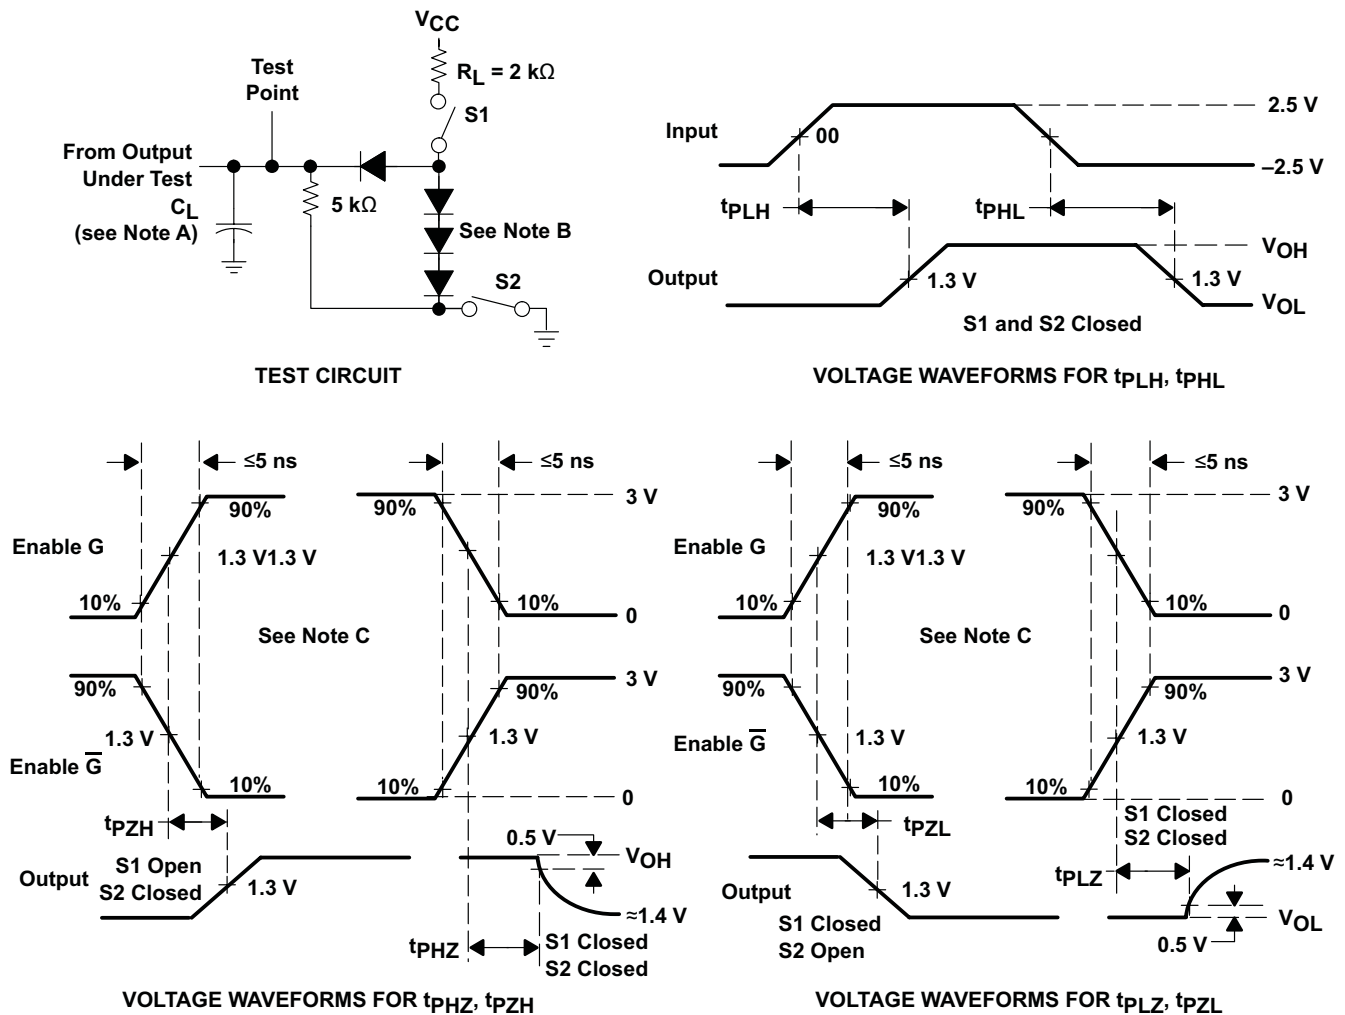 VCC
RL = 2 kΩ
Test
Point
S1
From Output
Under Test
CL
(see Note A)
5 kΩ
See Note B
S2
TEST CIRCUIT
Input
00
2.5 V
–2.5 V
tPLH
tPHL
Output
1.3 V
1.3 V
VOH
VOL
S1 and S2 Closed
VOLTAGE WAVEFORMS FOR tPLH, tPHL
≤5 ns
≤5 ns
Enable G
90%
90%
3 V
1.3 V1.3 V
10%
10%
0
See Note C
90%
90%
3 V
1.3 V
1.3 V
Enable G̅
10%
10%
0
tPZH
0.5 V
VOH
Output
S1 Open
S2 Closed
1.3 V
≈1.4 V
tPHZ
S1 Closed
S2 Closed
VOLTAGE WAVEFORMS FOR tPHZ, tPZH
≤5 ns
≤5 ns
Enable G
90%
90%
3 V
1.3 V1.3 V
10%
10%
0
See Note C
90%
90%
3 V
Enable G̅
1.3 V
1.3 V
10%
10%
0
tPZL
S1 Closed
S2 Closed
tPLZ
≈1.4 V
Output
1.3 V
S1 Closed
S2 Open
VOL
0.5 V
VOLTAGE WAVEFORMS FOR tPLZ, tPZL